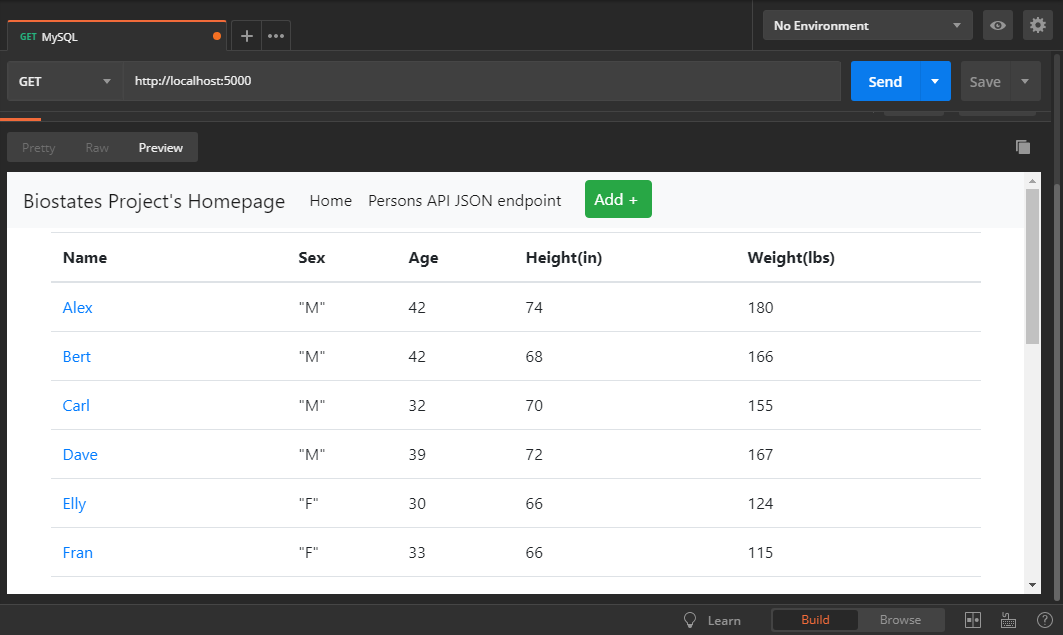 GET MySQL
No Environment
GET http://localhost:5000 Send Save
Pretty Raw Preview
Biostates Project's Homepage Home Persons API JSON endpoint Add +
Name Sex Age Height(in) Weight(lbs)
Alex "M" 42 74 180
Bert "M" 42 68 166
Carl "M" 32 70 155
Dave "M" 39 72 167
Elly "F" 30 66 124
Fran "F" 33 66 115
Learn Build Browse